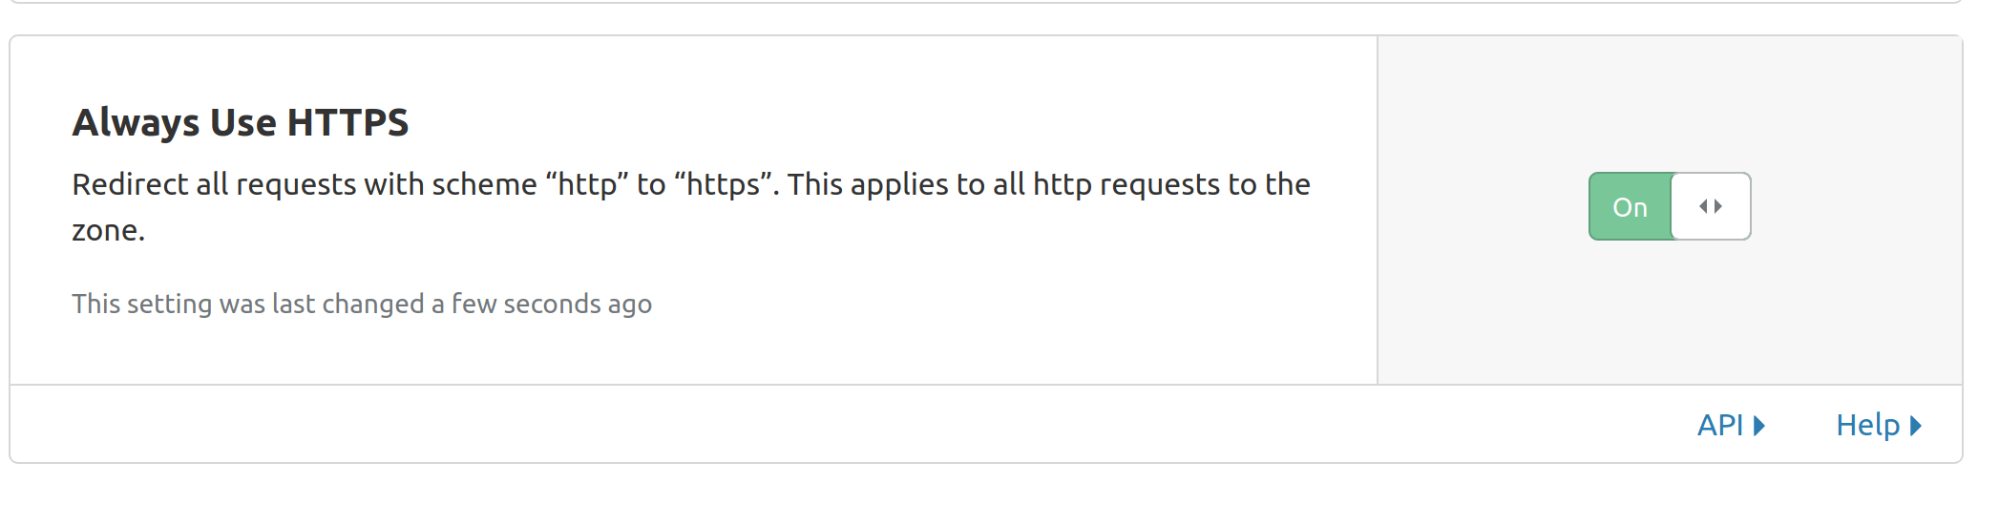 Always Use HTTPS
Redirect all requests with scheme “http” to “https”. This applies to all http requests to the
zone.
On
This setting was last changed a few seconds ago
API
Help